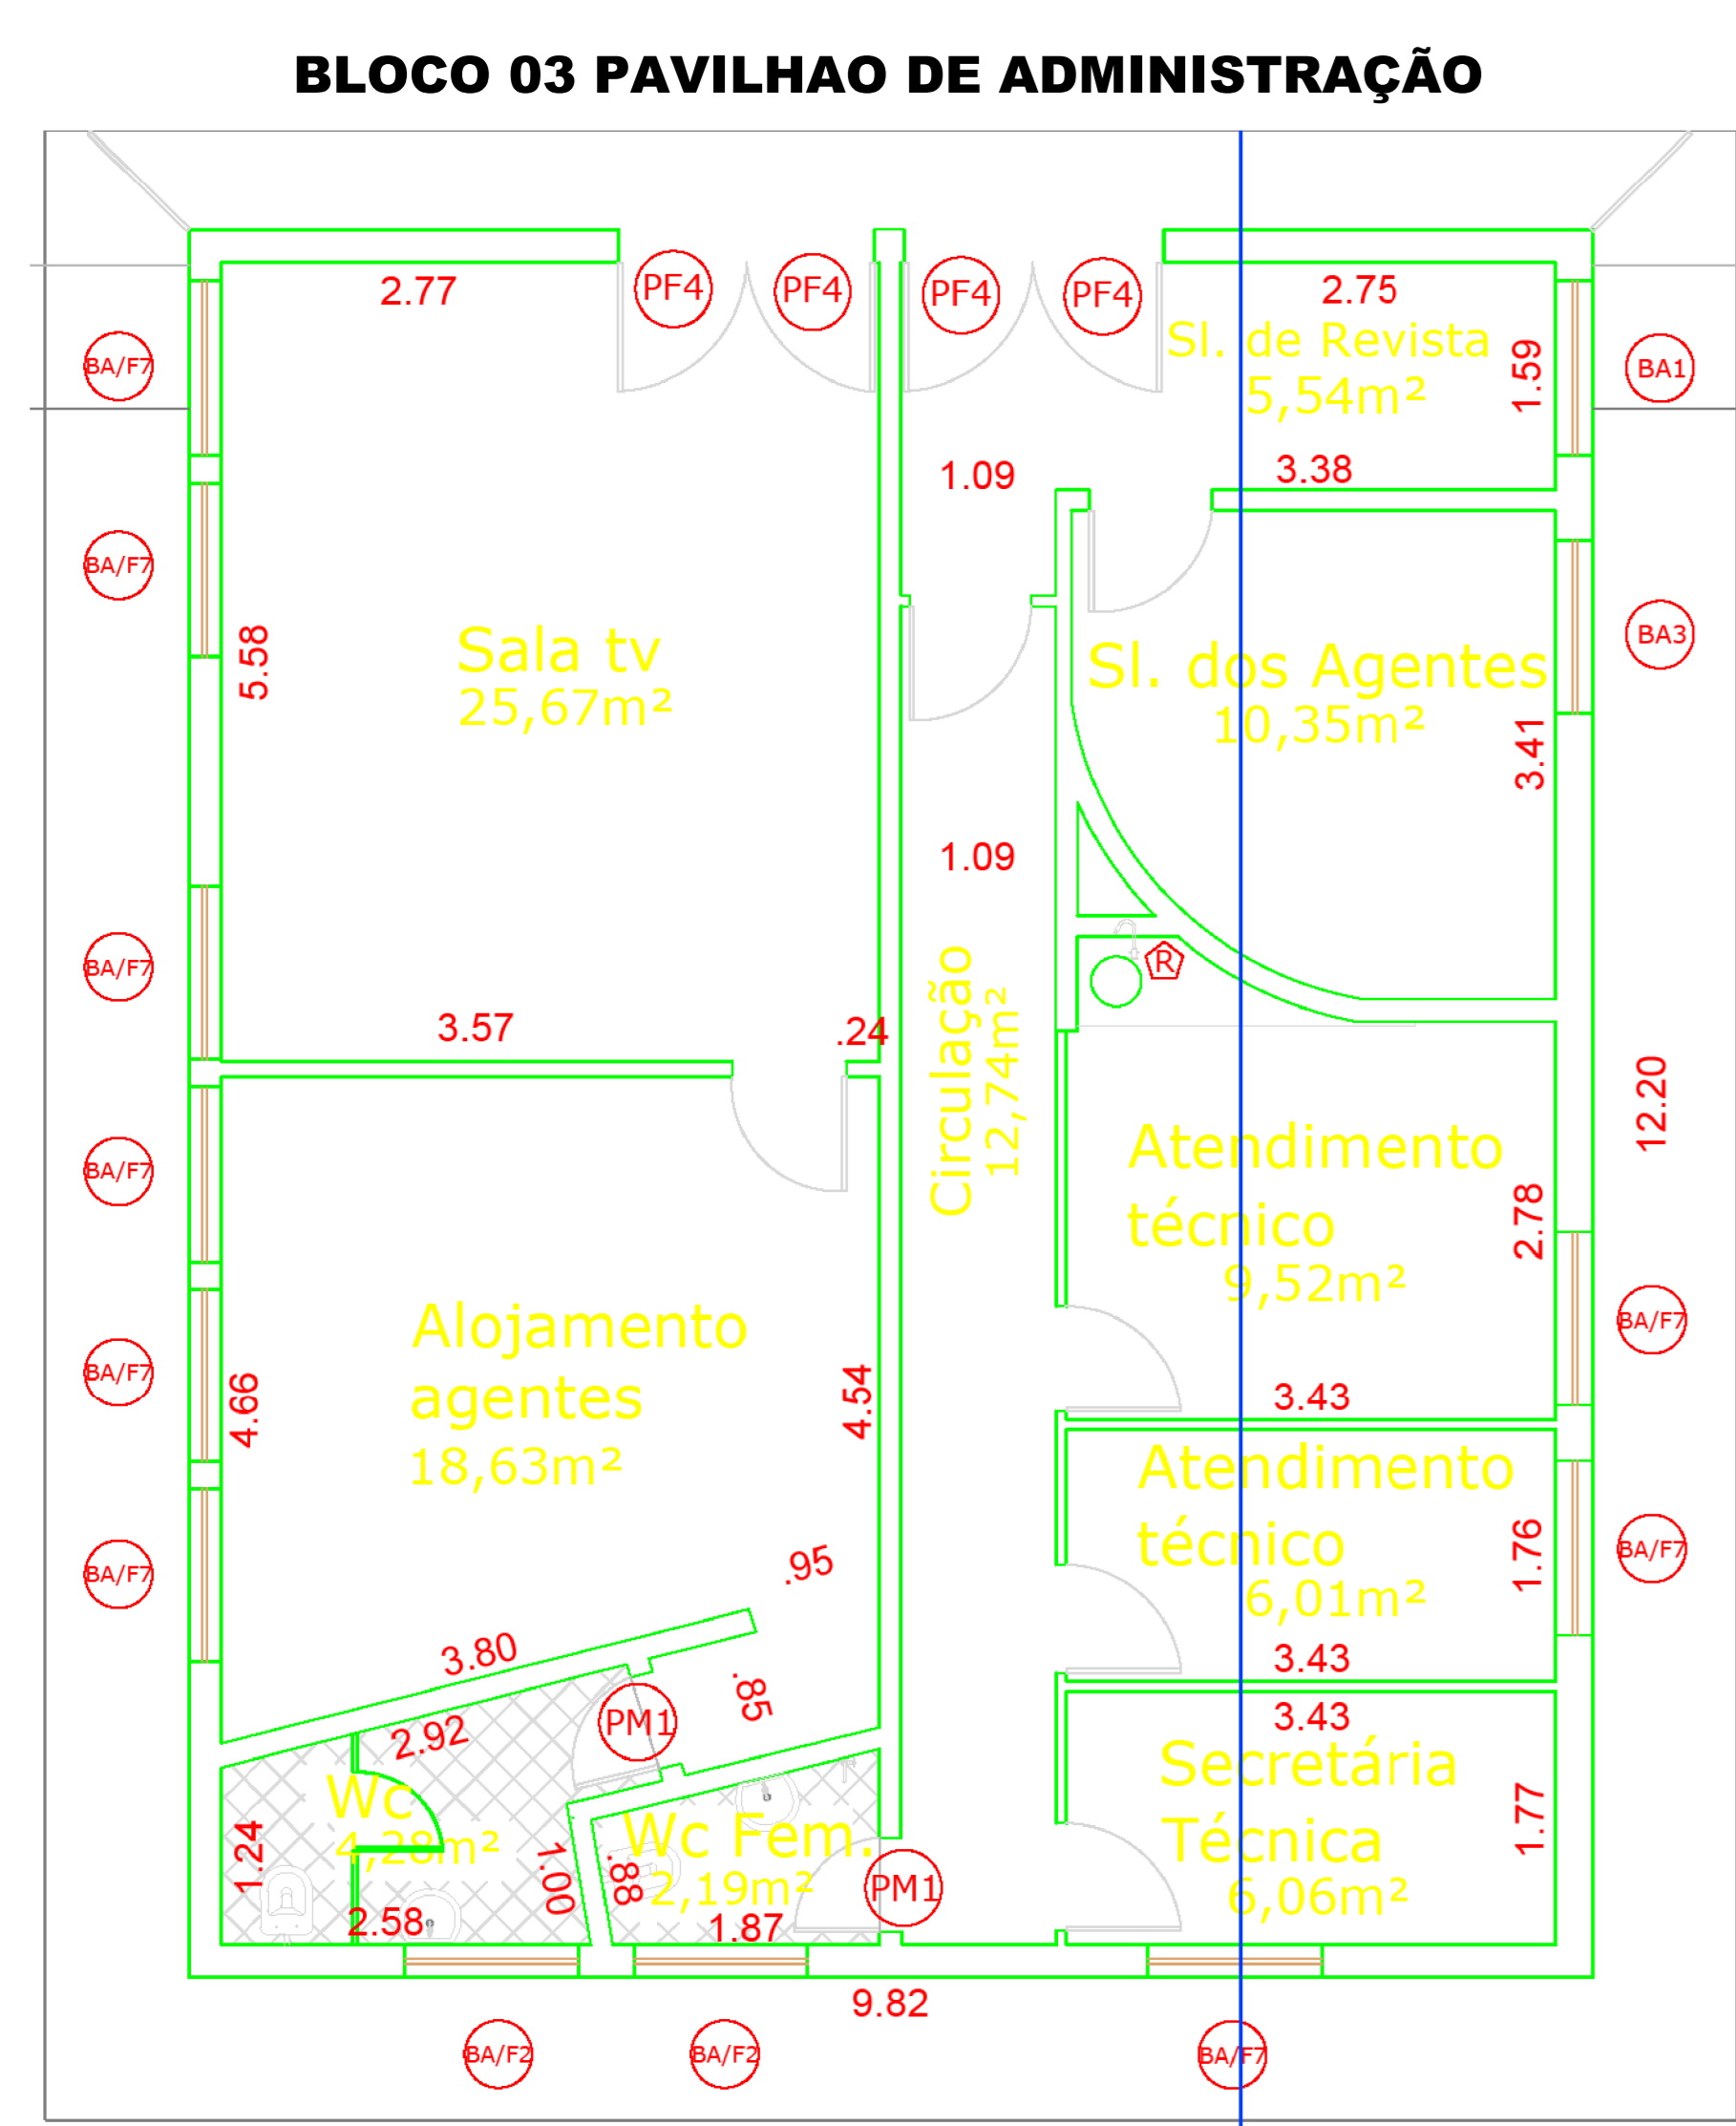 BLOCO 03 PAVILHAO DE ADMINISTRAÇÃO
2.77
PF4
PF4
PF4
PF4
2.75
Sl. de Revista
5,54m²
1.59
BA/F7
BA1
1.09
3.38
BA/F7
BA3
5.58
Sala tv
25,67m²
Sl. dos Agentes
10,35m²
3.41
1.09
BA/F7
R
3.57
.24
Circulação
12,74m²
12.20
BA/F7
Atendimento
técnico
9,52m²
2.78
BA/F7
Alojamento
agentes
18,63m²
4.66
4.54
BA/F7
3.43
Atendimento
técnico
6,01m²
1.76
BA/F7
BA/F7
.95
3.80
3.43
.85
PM1
2.92
3.43
Secretária
Técnica
6,06m²
1.77
Wc
4,28m²
1.24
2.58
1.00
.88
Wc Fem.
2,19m²
1.87
PM1
9.82
BA/F2
BA/F2
BA/F7